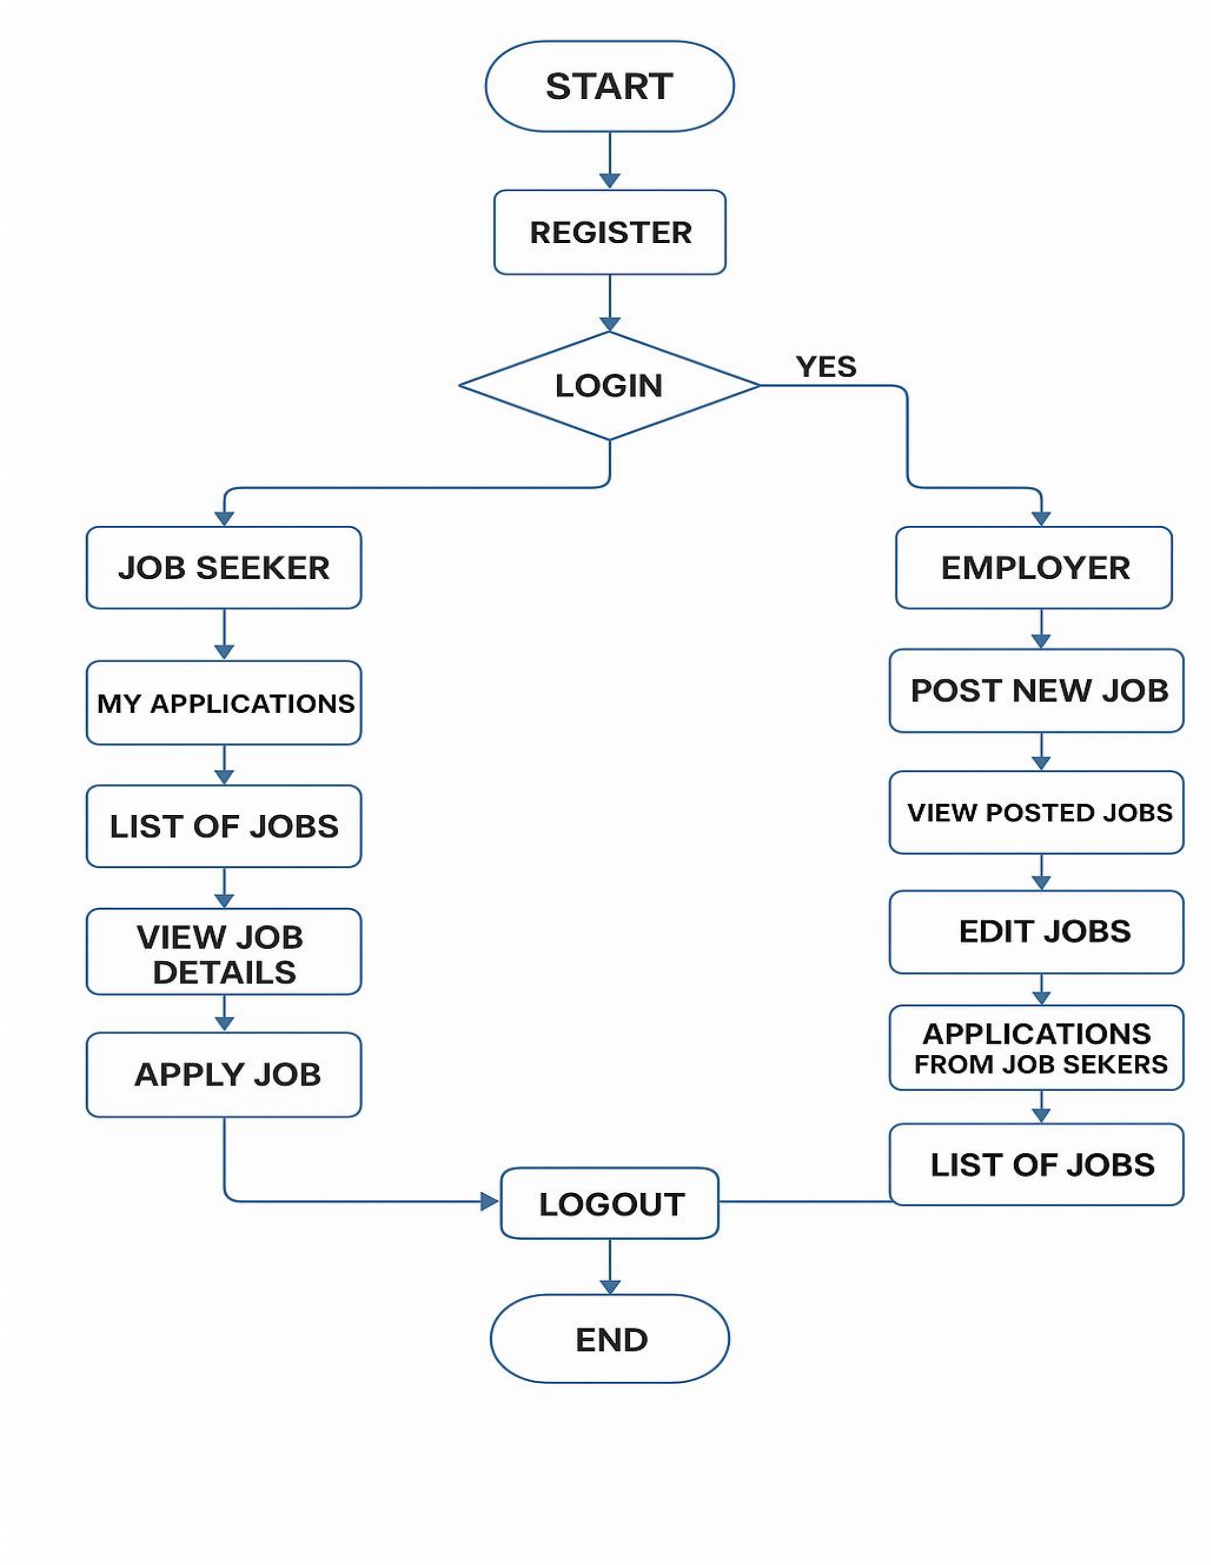 START
REGISTER
LOGIN
YES
JOB SEEKER
MY APPLICATIONS
LIST OF JOBS
VIEW JOB
DETAILS
APPLY JOB
EMPLOYER
POST NEW JOB
VIEW POSTED JOBS
EDIT JOBS
APPLICATIONS
FROM JOB SEKERS
LIST OF JOBS
LOGOUT
END